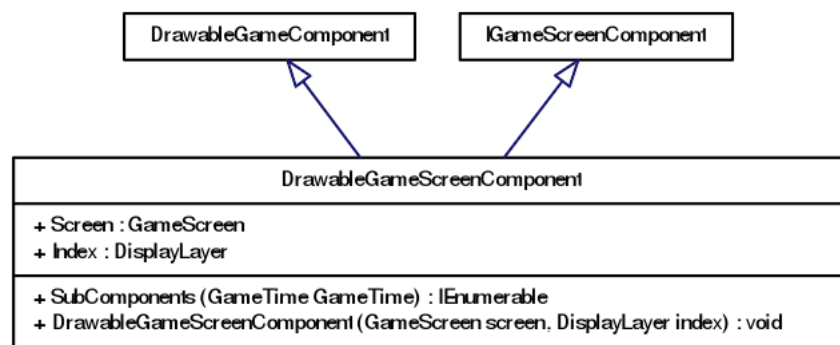 DrawableGameComponent
IGameScreenComponent
DrawableGameScreenComponent
+ Screen : GameScreen
+ Index : DisplayLayer
+ SubComponents (GameTime GameTime) : IEnumerable
+ DrawableGameScreenComponent (GameScreen screen, DisplayLayer index) : void